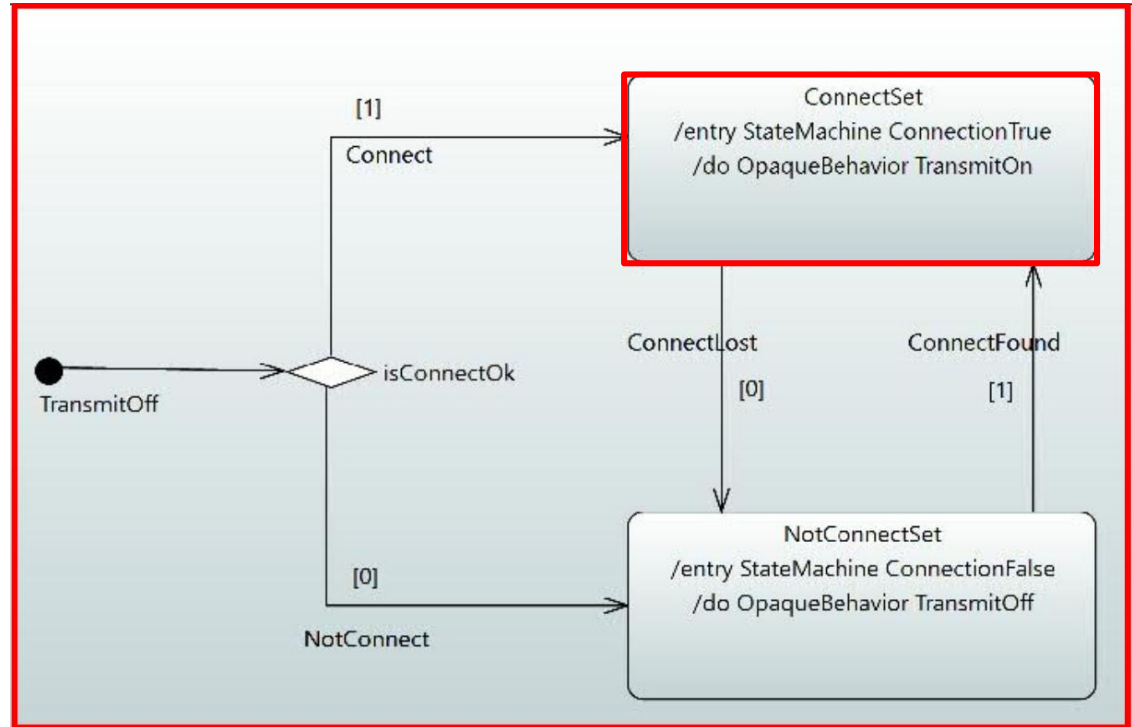 ConnectSet
/entry StateMachine ConnectionTrue
/do OpaqueBehavior TransmitOn
[1]
Connect
ConnectLost
ConnectFound
isConnectOk
[0]
[1]
TransmitOff
NotConnectSet
/entry StateMachine ConnectionFalse
/do OpaqueBehavior TransmitOff
[0]
NotConnect